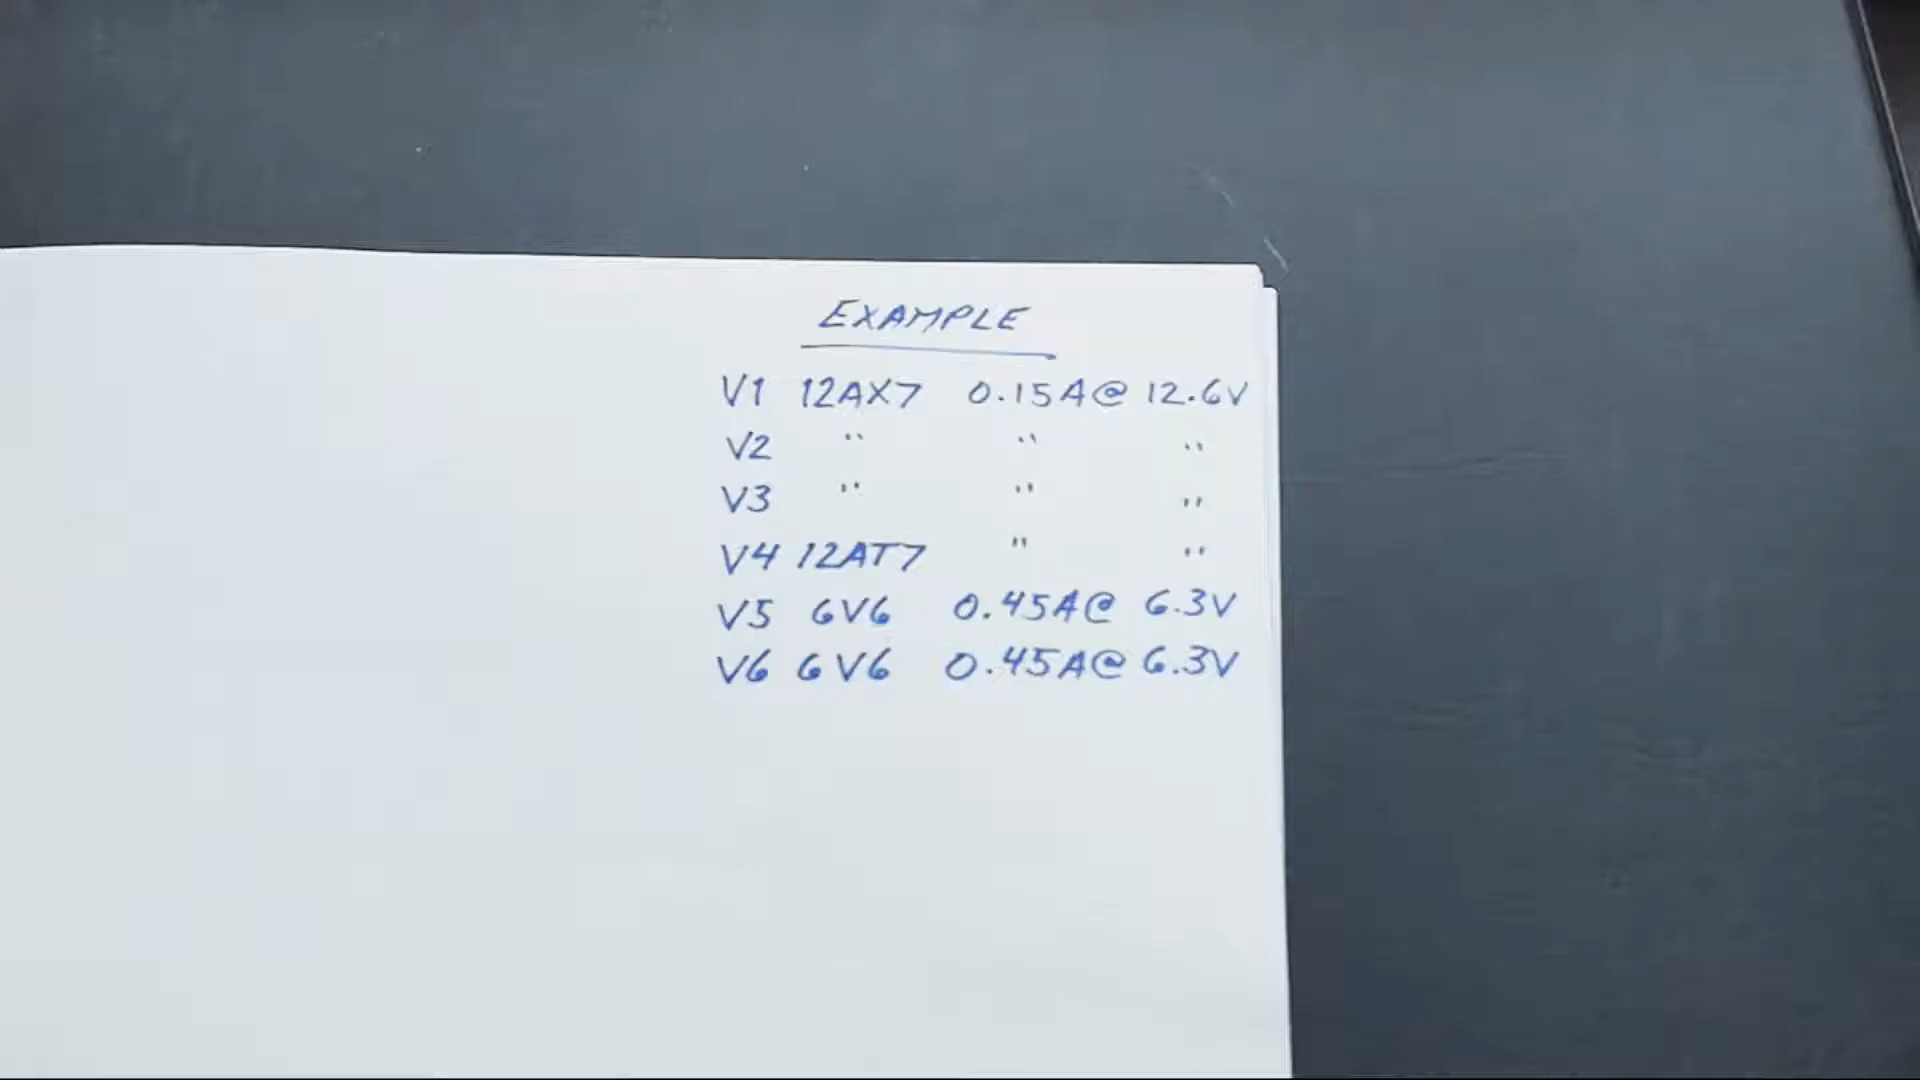 EXAMPLE
V1 12AX7 0.15A@ 12.6V
V2 " " "
V3 " " "
V4 12AT7 " "
V5 6V6 0.45A@ 6.3V
V6 6V6 0.45A@ 6.3V